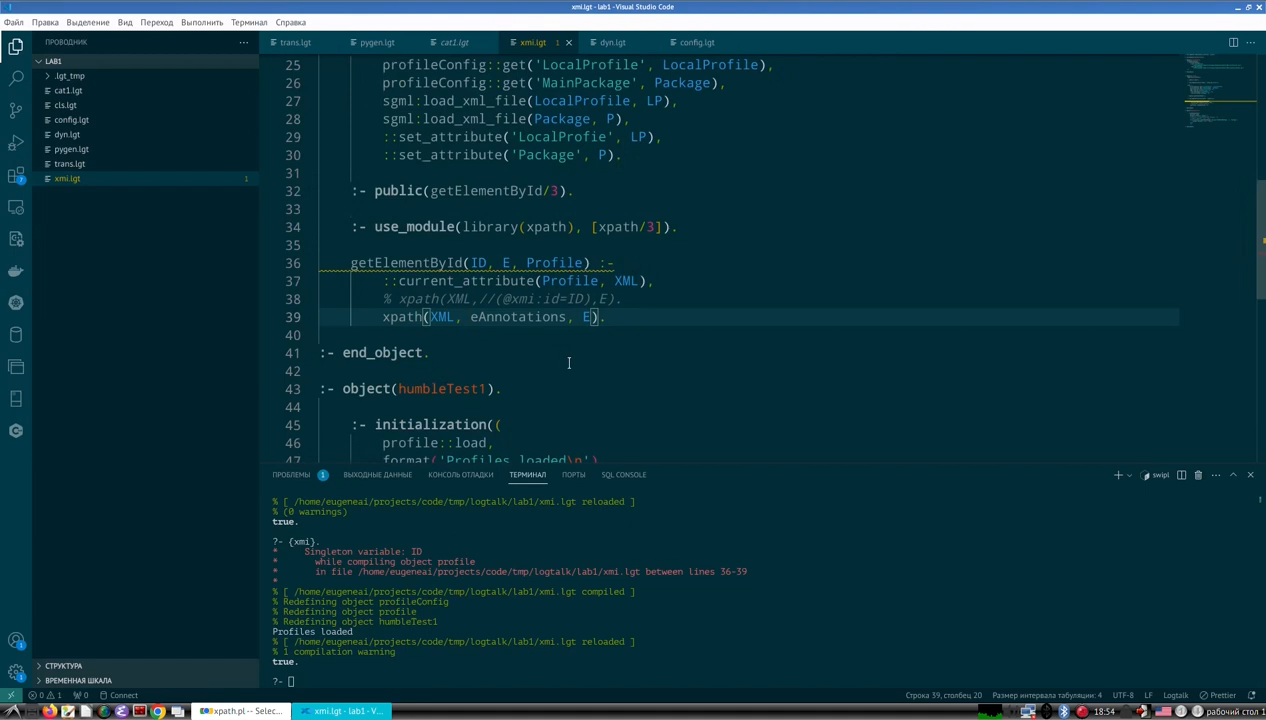 xmi.lgt - lab1 - Visual Studio Code
Файл Правка Выделение Вид Переход Выполнить Терминал Справка
ПРОВОДНИК ···
trans.lgt pygen.lgt cat1.lgt xmi.lgt 1 × dyn.lgt config.lgt
LAB1
.lgt_tmp
cat1.lgt
cls.lgt
config.lgt
dyn.lgt
pygen.lgt
trans.lgt
xmi.lgt 1
25 profileConfig::get('LocalProfile', LocalProfile),
26 profileConfig::get('MainPackage', Package),
27 sgml:load_xml_file(LocalProfile, LP),
28 sgml:load_xml_file(Package, P),
29 ::set_attribute('LocalProfie', LP),
30 ::set_attribute('Package', P).
31
32 :- public(getElementById/3).
33
34 :- use_module(library(xpath), [xpath/3]).
35
36 getElementById(ID, E, Profile) :-
37 ::current_attribute(Profile, XML),
38 % xpath(XML,//(@xmi:id=ID),E).
39 xpath(XML, eAnnotations, E).
40
41 :- end_object.
42
43 :- object(humbleTest1).
44
45 :- initialization((
46 profile::load,
47 format('Profiles loaded\n')
ПРОБЛЕМЫ 1 ВЫХОДНЫЕ ДАННЫЕ КОНСОЛЬ ОТЛАДКИ ТЕРМИНАЛ ПОРТЫ SQL CONSOLE
swipl
% [ /home/eugeneai/projects/code/tmp/logtalk/lab1/xmi.lgt reloaded ]
% (0 warnings)
true.
?- {xmi}.
* Singleton variable: ID
* while compiling object profile
* in file /home/eugeneai/projects/code/tmp/logtalk/lab1/xmi.lgt between lines 36-39
*
% [ /home/eugeneai/projects/code/tmp/logtalk/lab1/xmi.lgt compiled ]
% Redefining object profileConfig
% Redefining object profile
% Redefining object humbleTest1
Profiles loaded
% [ /home/eugeneai/projects/code/tmp/logtalk/lab1/xmi.lgt reloaded ]
% 1 compilation warning
true.
?-
СТРУКТУРА
ВРЕМЕННАЯ ШКАЛА
0 1 0 Connect Строка 39, столбец 20 Размер интервала табуляции: 4 UTF-8 LF Logtalk Prettier
xpath.pl -- Selec... xmi.lgt - lab1 - V... 18:54 рабочий стол 1